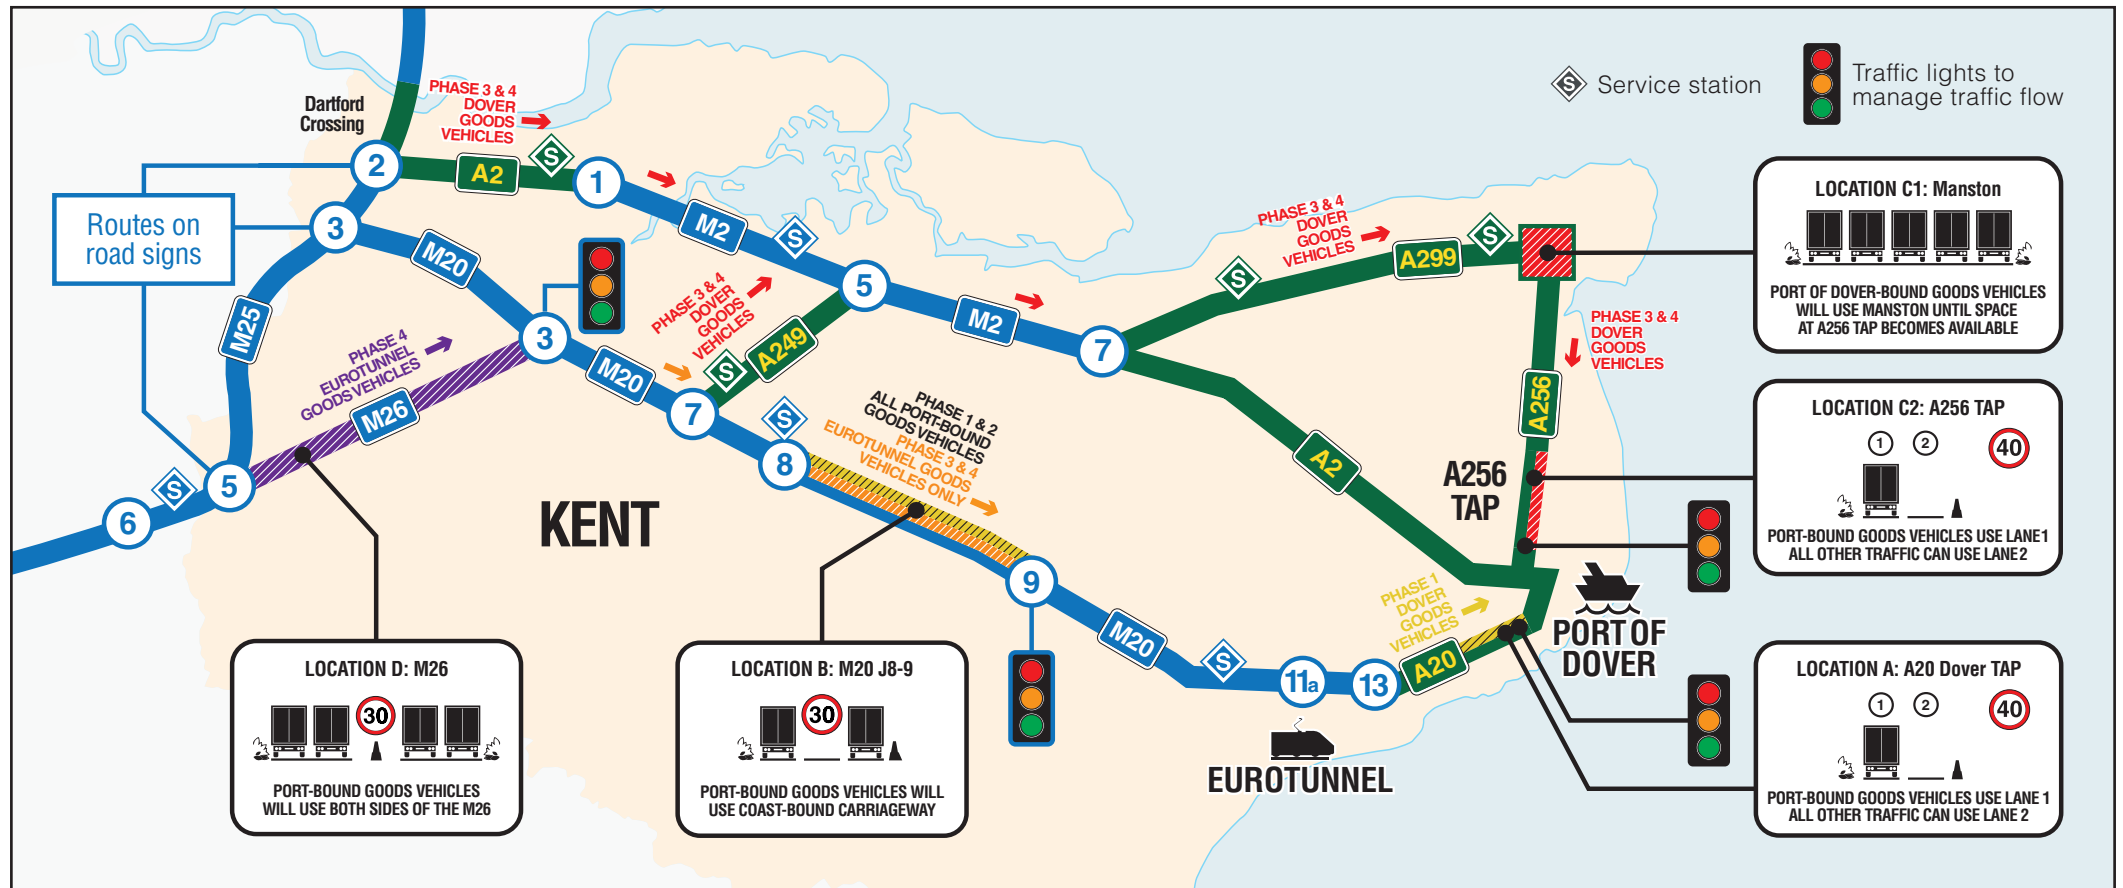 PHASE 3 & 4
DOVER
GOODS
VEHICLES
Dartford
Crossing
S Service station
Traffic lights to
manage traffic flow
2
A2
S
1
Routes on
road signs
3
M20
M2
S
PHASE 3 & 4
DOVER
GOODS
VEHICLES
A299
S
S
LOCATION C1: Manston
PORT OF DOVER-BOUND GOODS VEHICLES
WILL USE MANSTON UNTIL SPACE
AT A256 TAP BECOMES AVAILABLE
M25
PHASE 4
EUROTUNNEL
GOODS VEHICLES
M26
3
M20
PHASE 3 & 4
DOVER
GOODS
VEHICLES
S
A249
5
M2
7
PHASE 3 & 4
DOVER
GOODS
VEHICLES
A256
7
S
8
PHASE 1 & 2
ALL PORT-BOUND
GOODS VEHICLES
PHASE 3 & 4
EUROTUNNEL GOODS
VEHICLES ONLY
A2
A256
TAP
LOCATION C2: A256 TAP
1 2 40
PORT-BOUND GOODS VEHICLES USE LANE 1
ALL OTHER TRAFFIC CAN USE LANE 2
6
S
5
KENT
9
M20
S
11a
13
A20
PHASE 1
DOVER
GOODS
VEHICLES
PORT OF
DOVER
EUROTUNNEL
LOCATION D: M26
30
PORT-BOUND GOODS VEHICLES
WILL USE BOTH SIDES OF THE M26
LOCATION B: M20 J8-9
30
PORT-BOUND GOODS VEHICLES WILL
USE COAST-BOUND CARRIAGEWAY
LOCATION A: A20 Dover TAP
1 2 40
PORT-BOUND GOODS VEHICLES USE LANE 1
ALL OTHER TRAFFIC CAN USE LANE 2